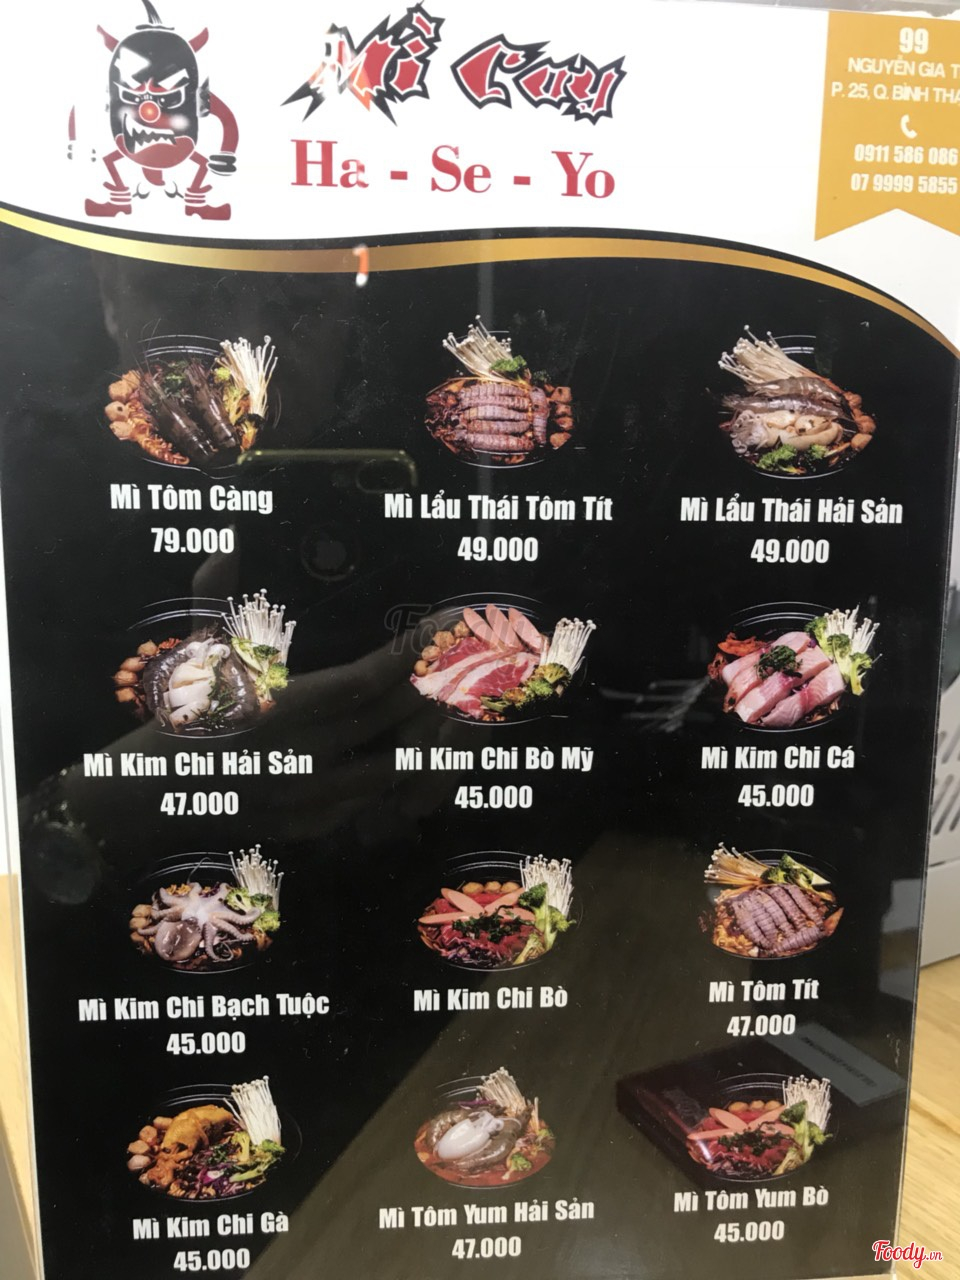 Mì Cay
Ha - Se - Yo
99
NGUYỄN GIA
P. 25, Q. BÌNH
0911 586 086
07 9999 5855
Mì Tôm Càng
79.000
Mì Lẩu Thái Tôm Tít
49.000
Mì Lẩu Thái Hải Sản
49.000
Mì Kim Chi Hải Sản
47.000
Mì Kim Chi Bò Mỹ
45.000
Mì Kim Chi Cá
45.000
Mì Kim Chi Bạch Tuộc
45.000
Mì Kim Chi Bò
Mì Tôm Tít
47.000
Mì Kim Chi Gà
45.000
Mì Tôm Yum Hải Sản
47.000
Mì Tôm Yum Bò
45.000
Foody.vn